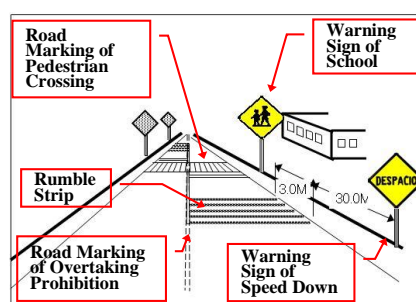 Road
Marking of
Pedestrian
Crossing
Warning
Sign of
School
Rumble
Strip
3.0M
30.0M
DESPACIO
Road Marking
of Overtaking
Prohibition
Warning
Sign of
Speed Down